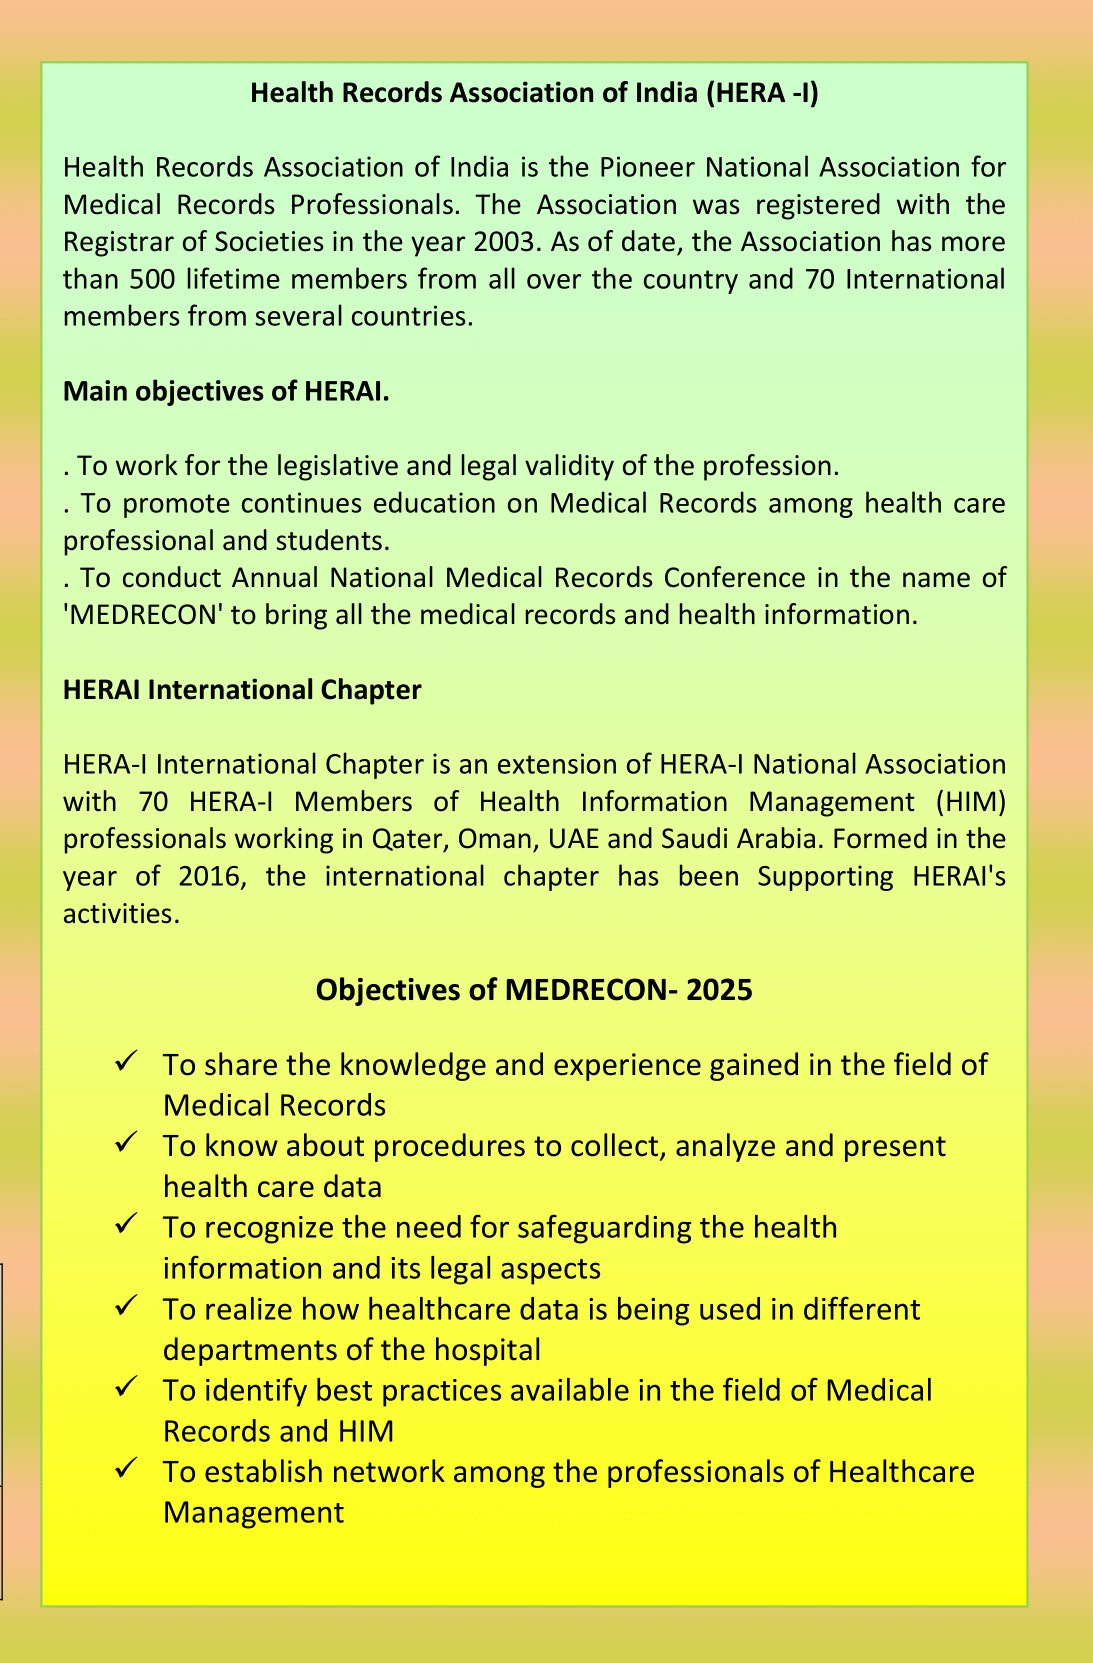 Health Records Association of India (HERA -I)
Health Records Association of India is the Pioneer National Association for
Medical Records Professionals. The Association was registered with the
Registrar of Societies in the year 2003. As of date, the Association has more
than 500 lifetime members from all over the country and 70 International
members from several countries.
Main objectives of HERAI.
. To work for the legislative and legal validity of the profession.
. To promote continues education on Medical Records among health care
professional and students.
. To conduct Annual National Medical Records Conference in the name of
'MEDRECON' to bring all the medical records and health information.
HERAI International Chapter
HERA-I International Chapter is an extension of HERA-I National Association
with 70 HERA-I Members of Health Information Management (HIM)
professionals working in Qater, Oman, UAE and Saudi Arabia. Formed in the
year of 2016, the international chapter has been Supporting HERAI's
activities.
Objectives of MEDRECON- 2025
✓ To share the knowledge and experience gained in the field of
Medical Records
✓ To know about procedures to collect, analyze and present
health care data
✓ To recognize the need for safeguarding the health
information and its legal aspects
✓ To realize how healthcare data is being used in different
departments of the hospital
✓ To identify best practices available in the field of Medical
Records and HIM
✓ To establish network among the professionals of Healthcare
Management